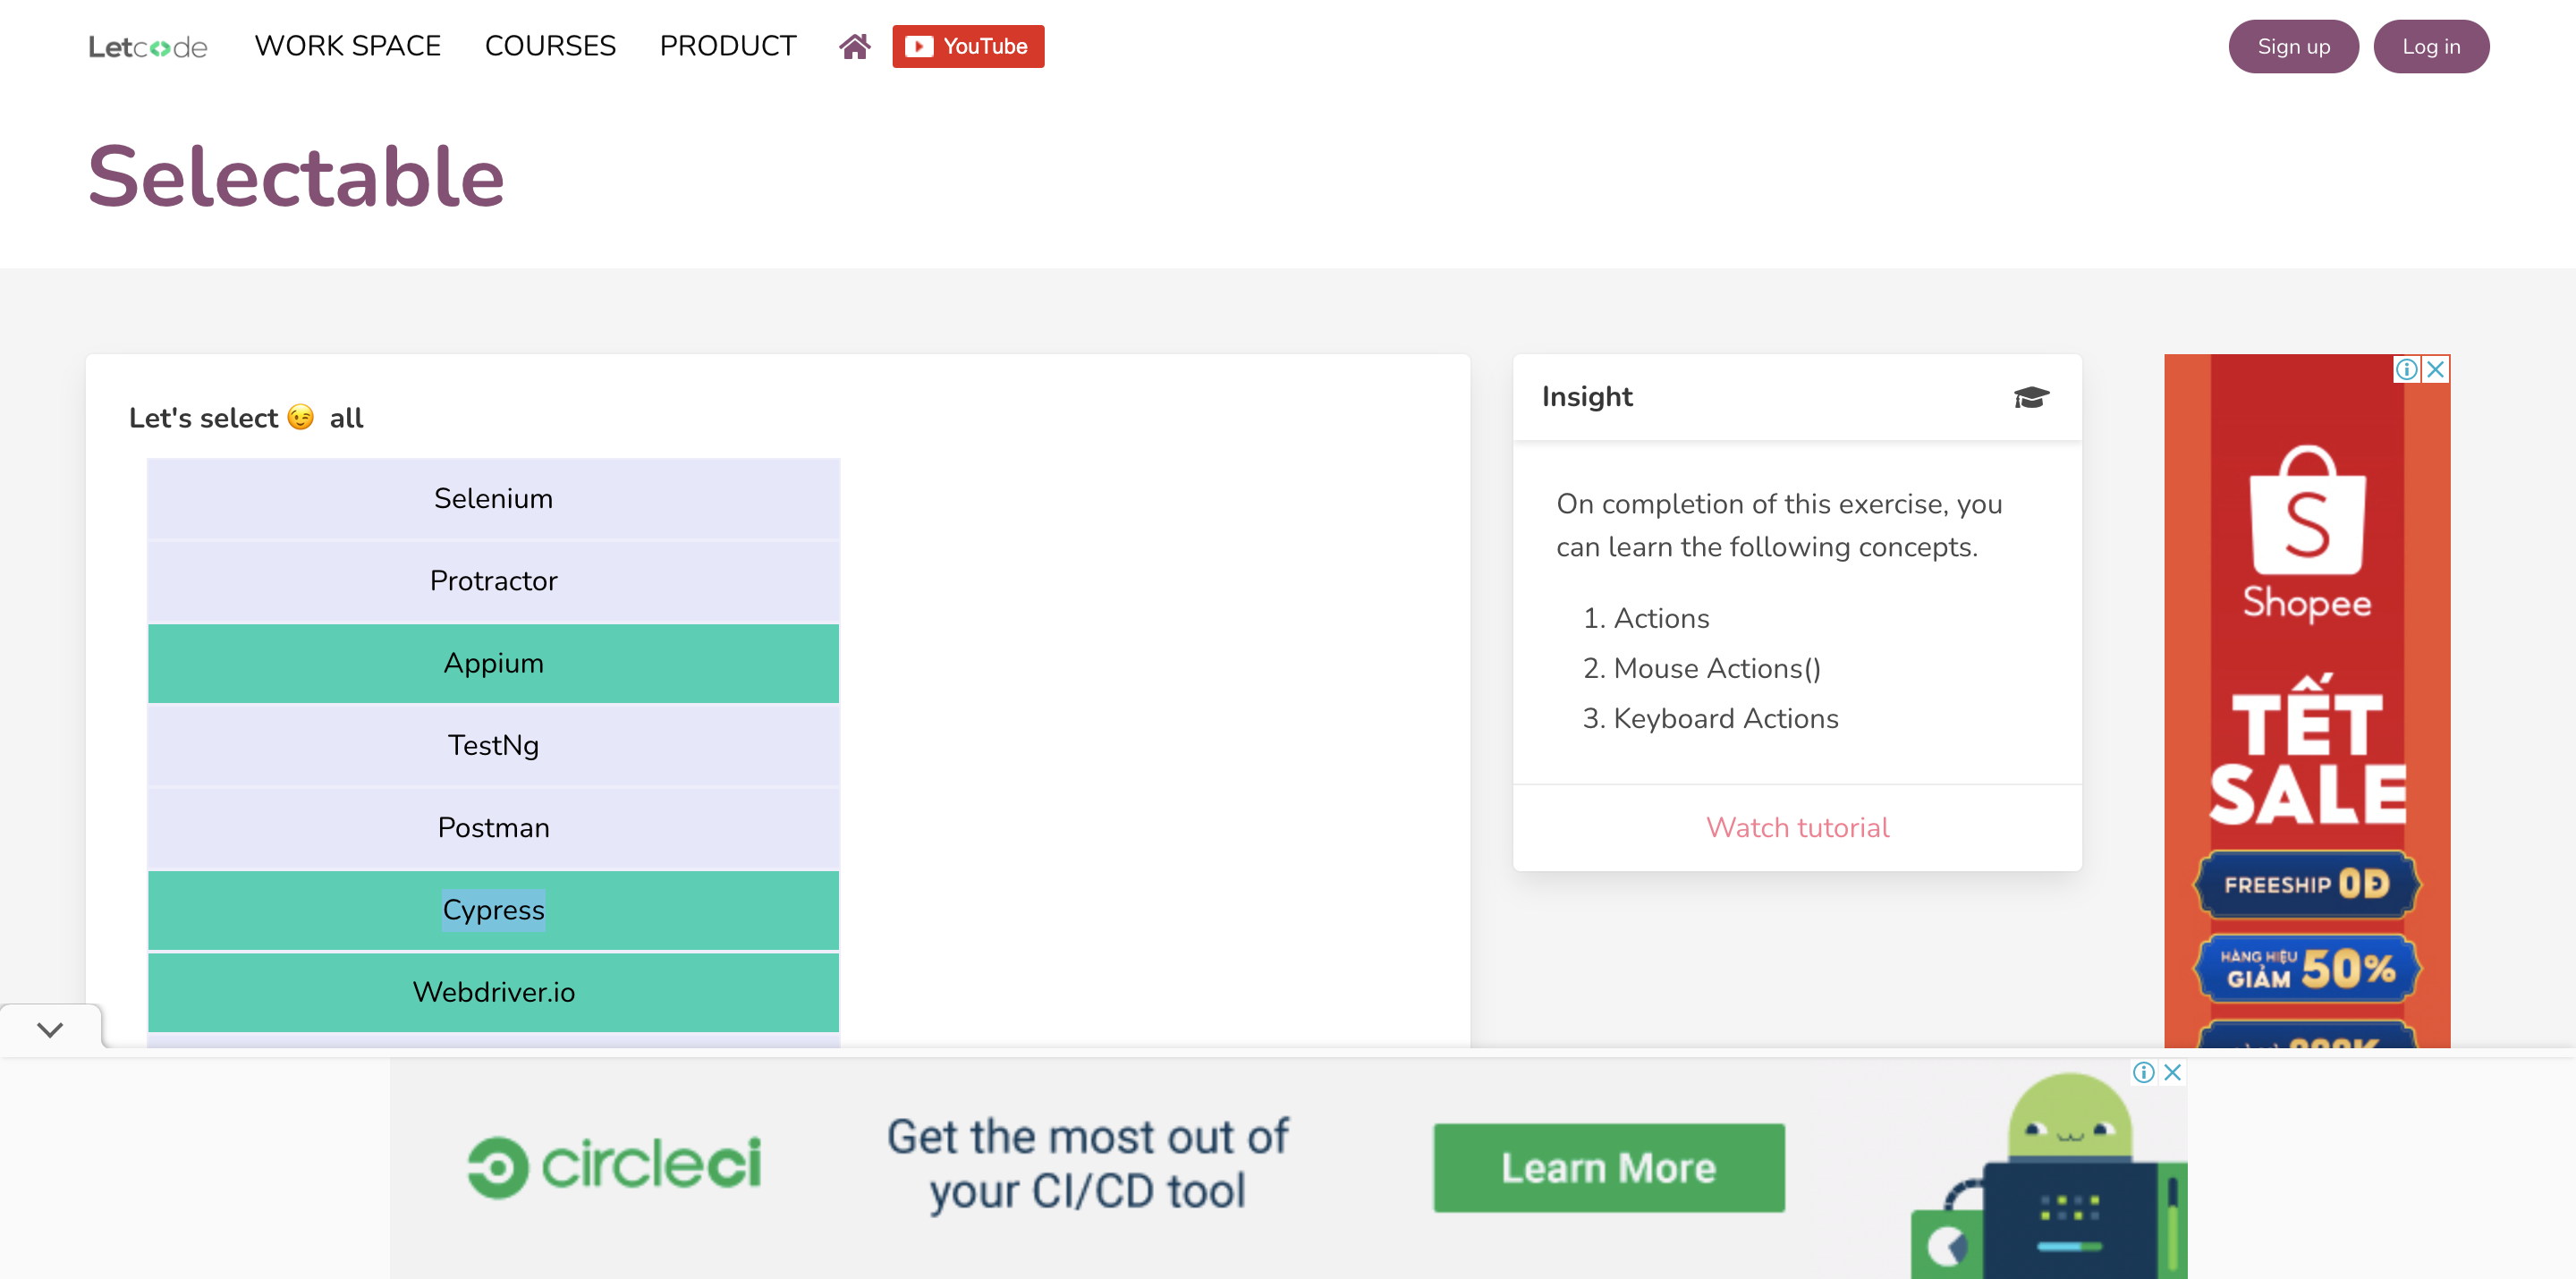 Letcode WORK SPACE COURSES PRODUCT YouTube Sign up Log in
Selectable
Let's select 😉 all
Selenium
Protractor
Appium
TestNg
Postman
Cypress
Webdriver.io
Insight
On completion of this exercise, you
can learn the following concepts.
1. Actions
2. Mouse Actions()
3. Keyboard Actions
Watch tutorial
S
Shopee
TẾT
SALE
FREESHIP 0Đ
HÀNG HIỆU
GIẢM 50%
circleci
Get the most out of
your CI/CD tool
Learn More